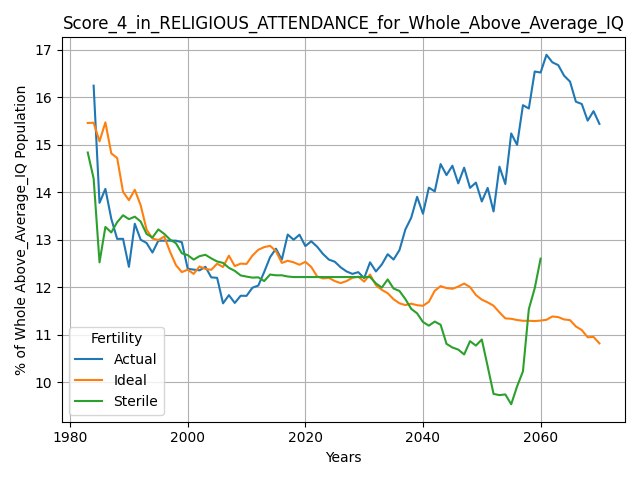 Score_4_in_RELIGIOUS_ATTENDANCE_for_Whole_Above_Average_IQ
% of Whole Above_Average_IQ Population
17
16
15
14
13
12
11
10
Fertility
Actual
Ideal
Sterile
1980
2000
2020
2040
2060
Years